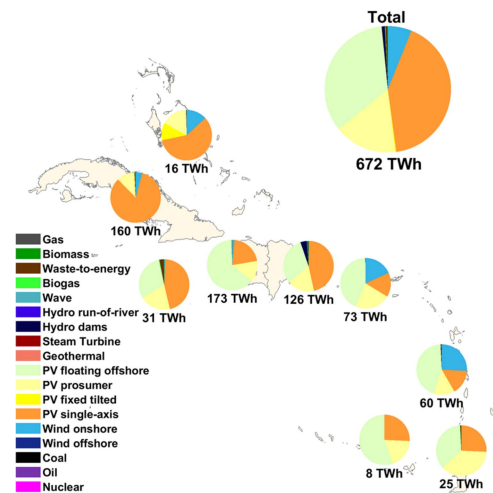 Total
672 TWh
16 TWh
160 TWh
173 TWh
126 TWh
31 TWh
73 TWh
60 TWh
8 TWh
25 TWh
Gas
Biomass
Waste-to-energy
Biogas
Wave
Hydro run-of-river
Hydro dams
Steam Turbine
Geothermal
PV floating offshore
PV prosumer
PV fixed tilted
PV single-axis
Wind onshore
Wind offshore
Coal
Oil
Nuclear